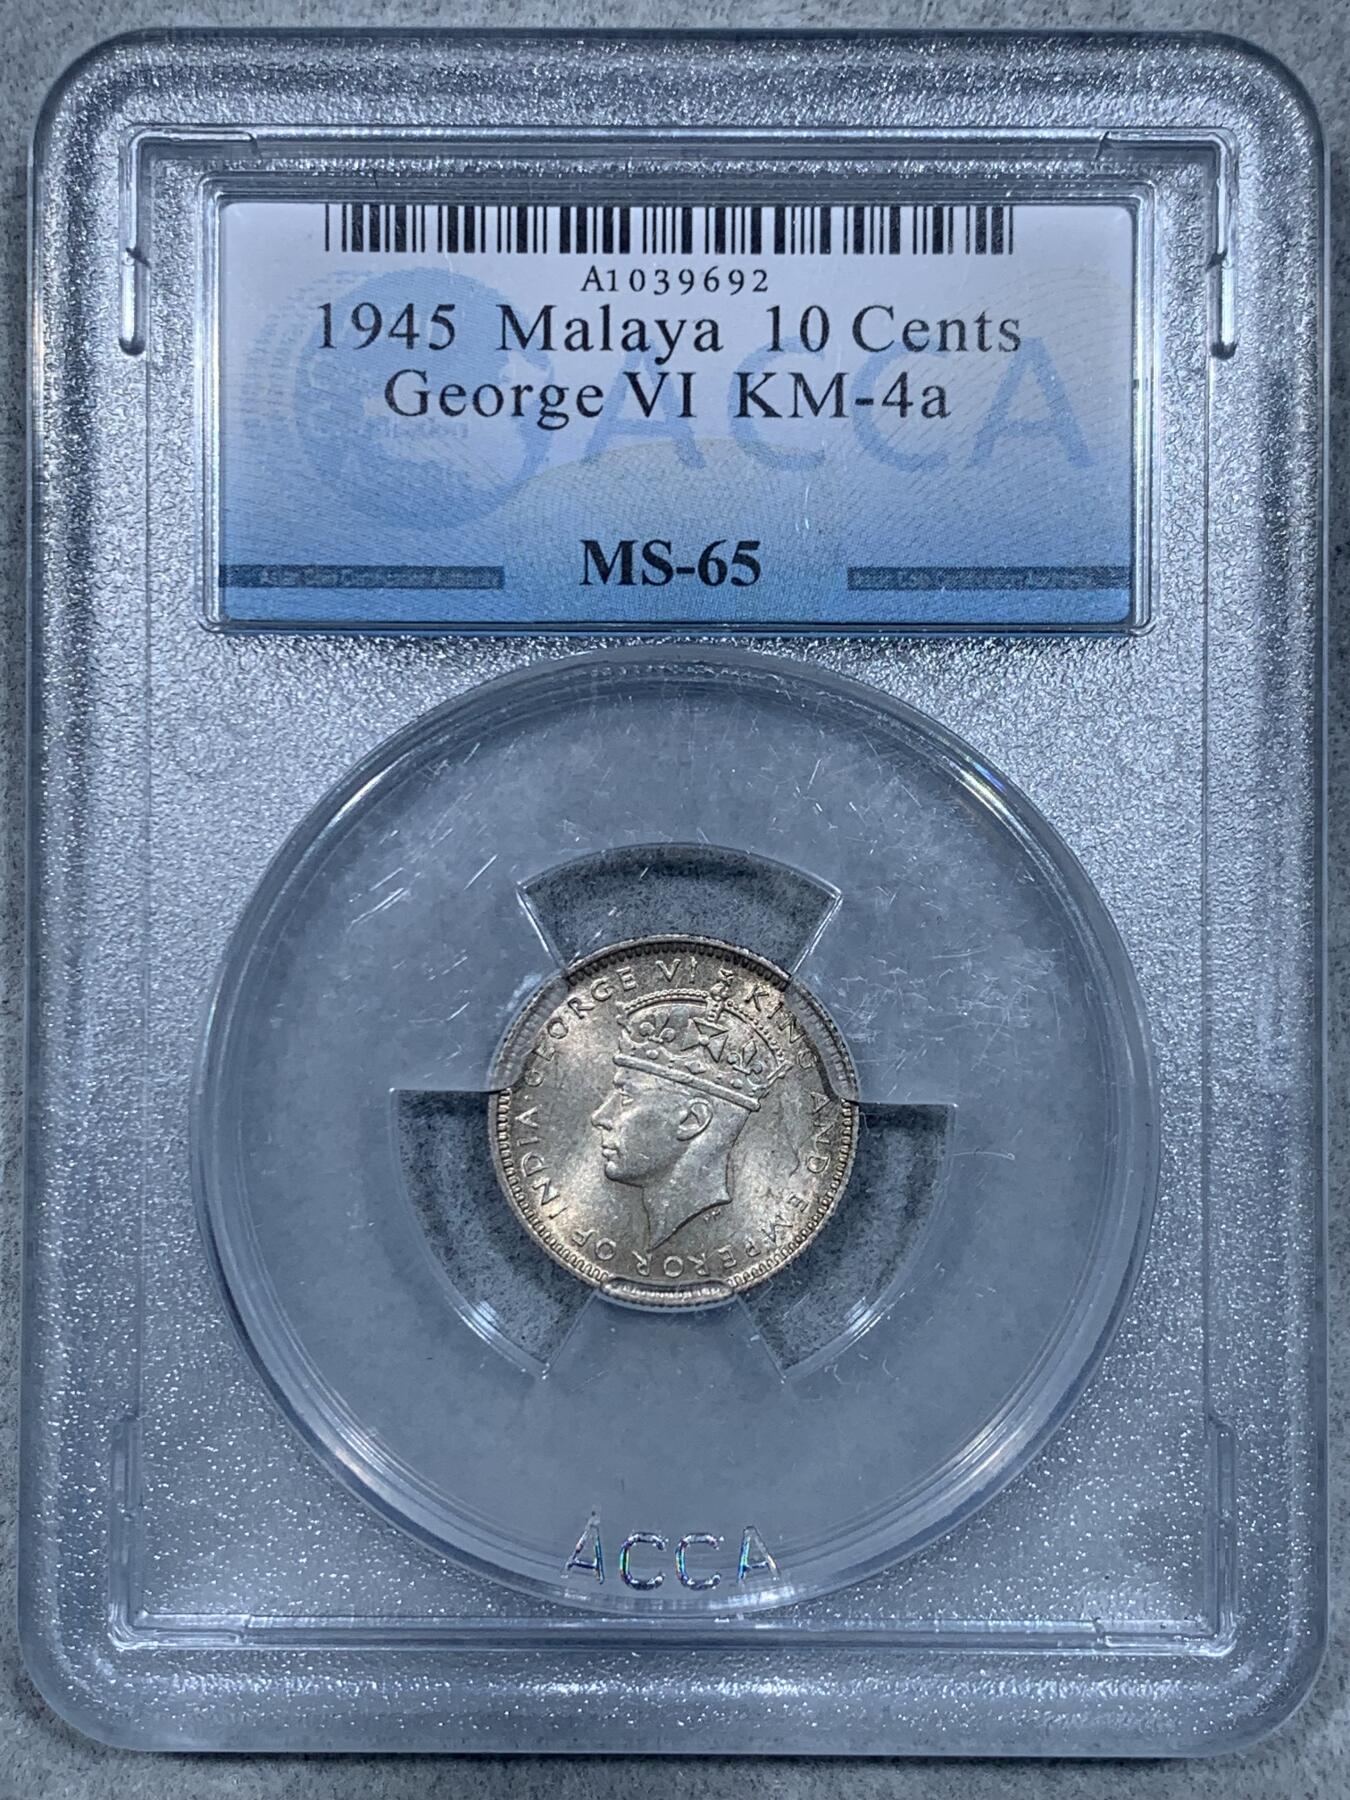 A1039692
1945 Malaya 10 Cents
George VI KM-4a
ACCA
MS-65
GEORGE VI KING AND EMPEROR OF INDIA
ACCA